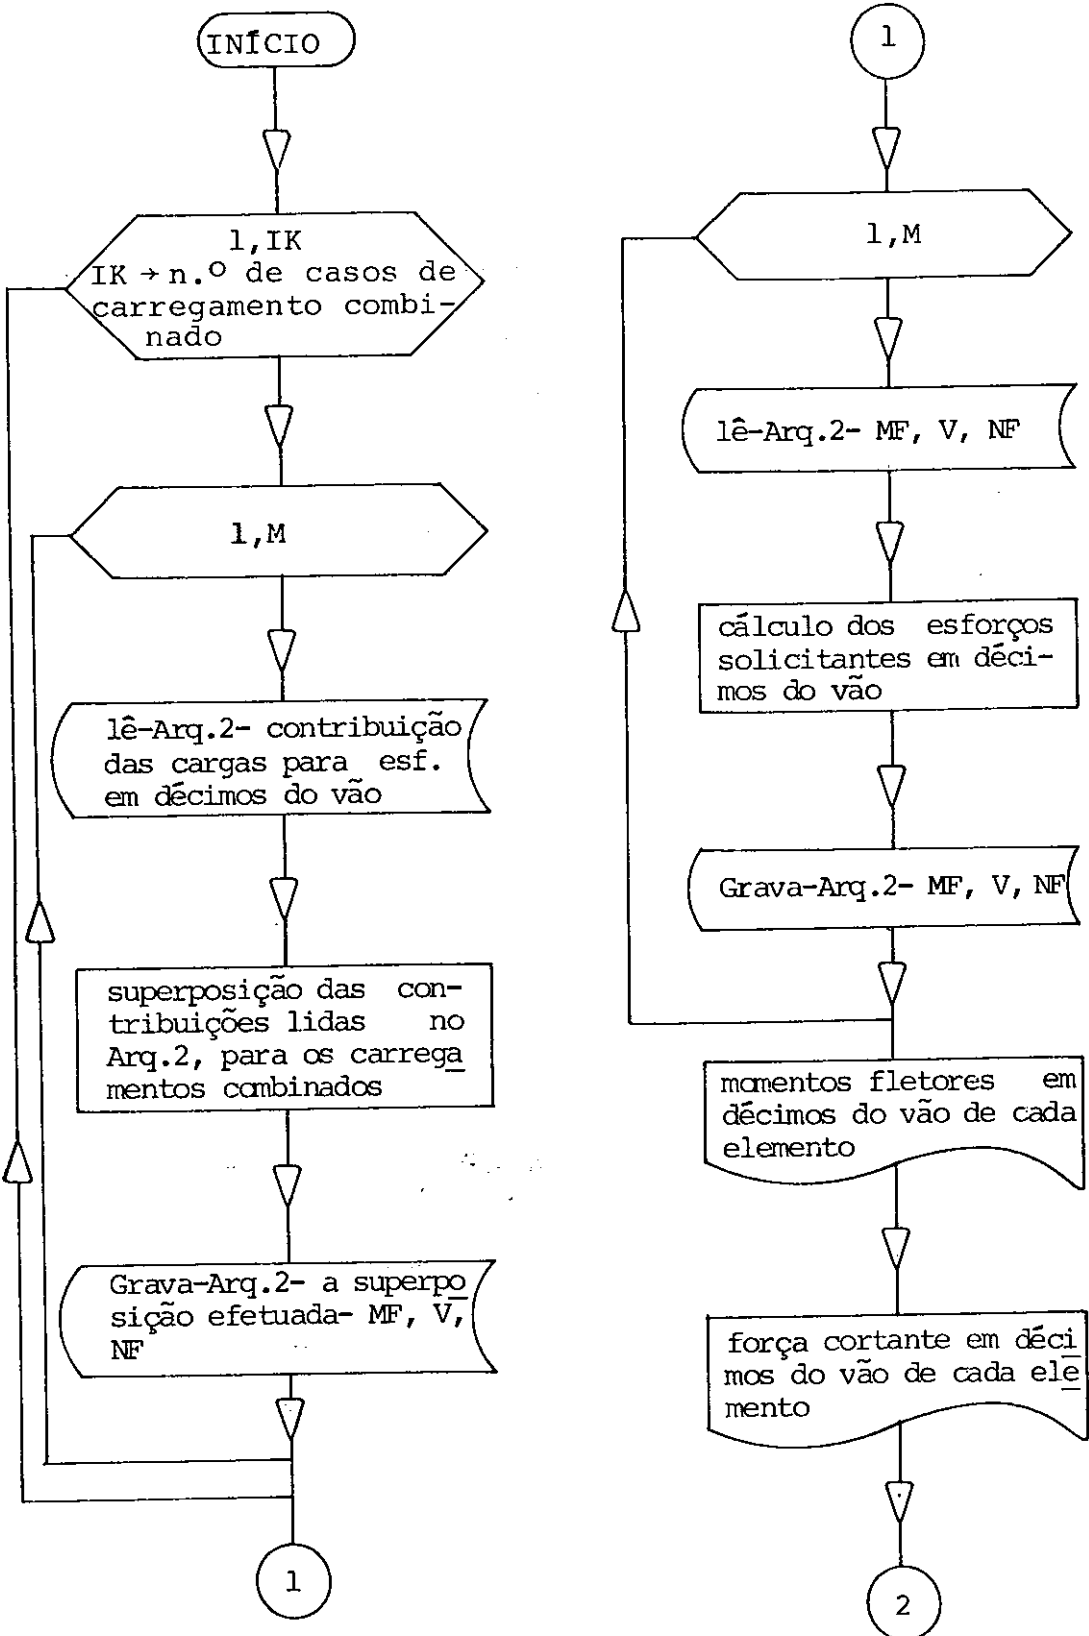 INÍCIO
1,IK
IK → n.º de casos de
carregamento combi-
nado
1,M
lê-Arq.2- contribuição
das cargas para esf.
em décimos do vão
superposição das con-
tribuições lidas no
Arq.2, para os carrega
mentos combinados
Grava-Arq.2- a superpo
sição efetuada- MF, V,
NF
1
1
1,M
lê-Arq.2- MF, V, NF
cálculo dos esforços
solicitantes em déci-
mos do vão
Grava-Arq.2- MF, V, NF
momentos fletores em
décimos do vão de cada
elemento
força cortante em déci
mos do vão de cada ele
mento
2